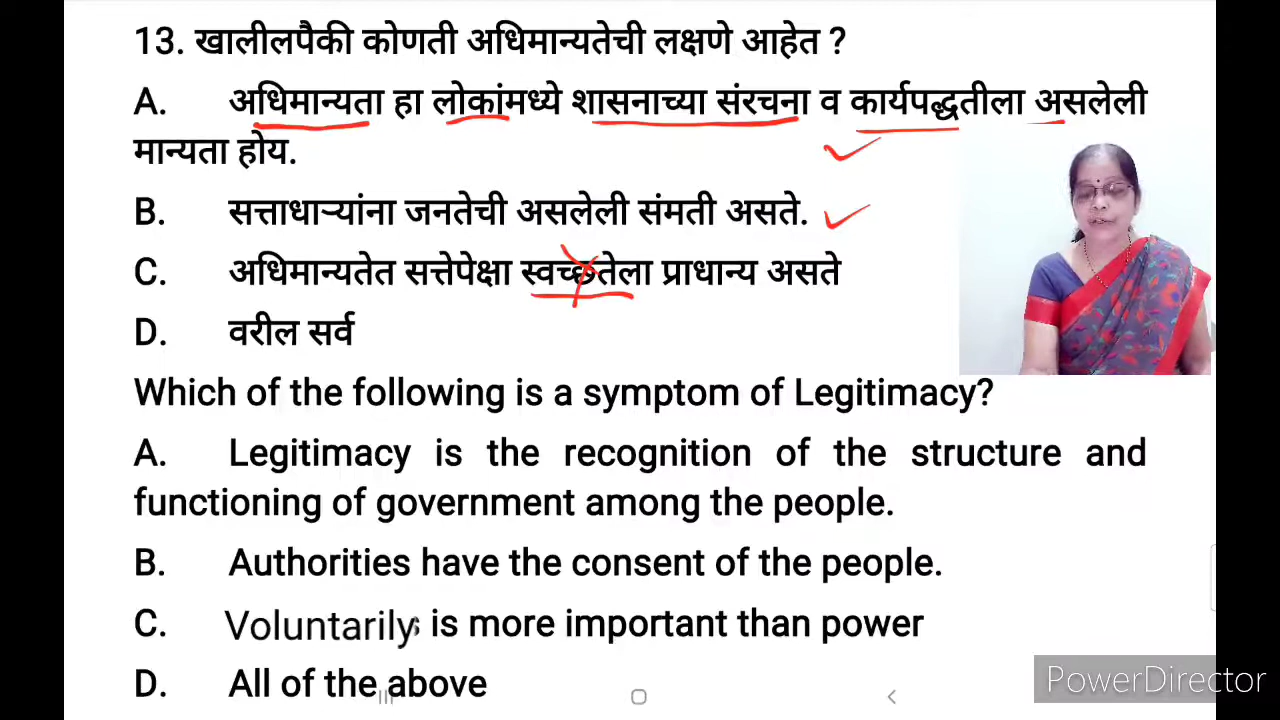 13. खालीलपैकी कोणती अधिमान्यतेची लक्षणे आहेत ?
A. अधिमान्यता हा लोकांमध्ये शासनाच्या संरचना व कार्यपद्धतीला असलेली
मान्यता होय.
B. सत्ताधाऱ्यांना जनतेची असलेली संमती असते.
C. अधिमान्यतेत सत्तेपेक्षा स्वच्छतेला प्राधान्य असते
D. वरील सर्व
Which of the following is a symptom of Legitimacy?
A. Legitimacy is the recognition of the structure and
functioning of government among the people.
B. Authorities have the consent of the people.
C. Voluntarily is more important than power
D. All of the above
PowerDirector